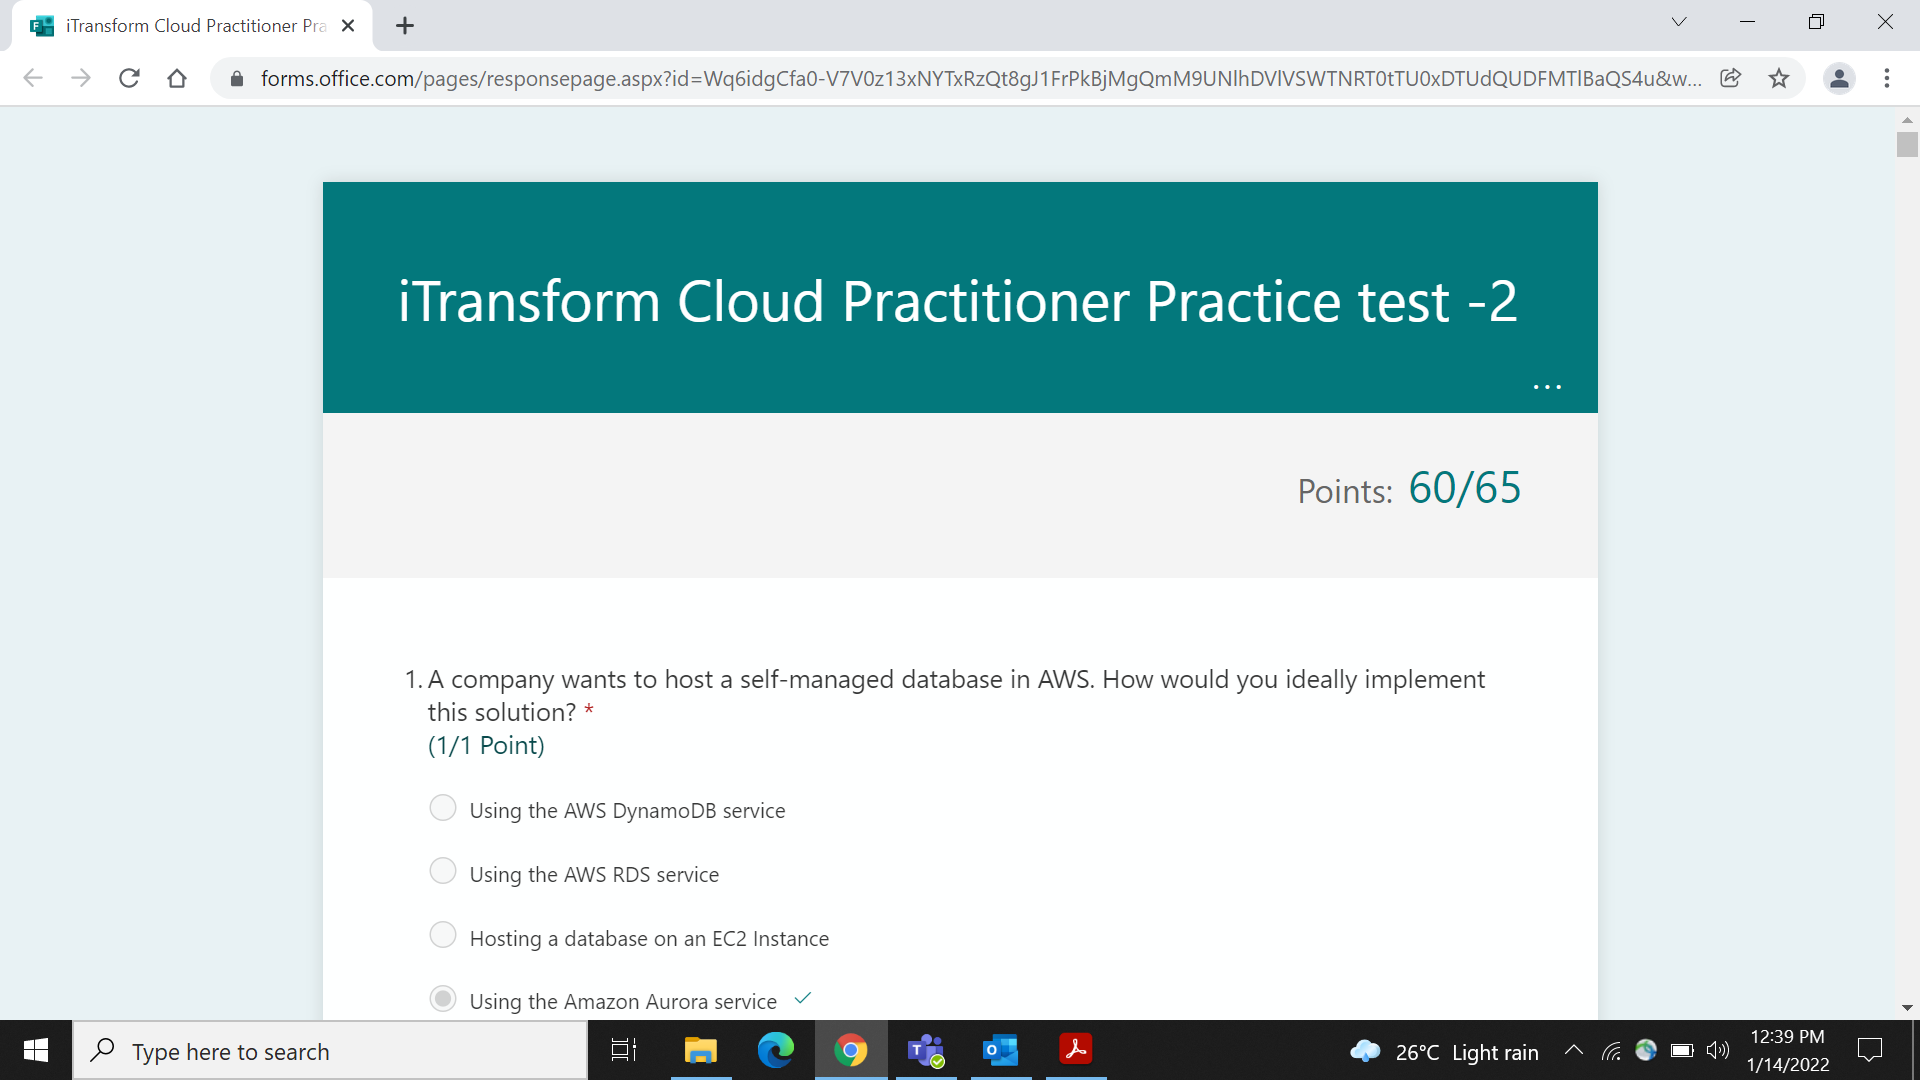 iTransform Cloud Practitioner Pra
forms.office.com/pages/responsepage.aspx?id=Wq6idgCfa0-V7V0z13xNYTxRzQt8gJ1FrPkBjMgQmM9UNlhDVlVSWTNRT0tTU0xDTUdQUDFMTlBaQS4u&w...
iTransform Cloud Practitioner Practice test -2
...
Points: 60/65
1. A company wants to host a self-managed database in AWS. How would you ideally implement
this solution? *
(1/1 Point)
Using the AWS DynamoDB service
Using the AWS RDS service
Hosting a database on an EC2 Instance
Using the Amazon Aurora service
Type here to search
26°C Light rain
12:39 PM
1/14/2022